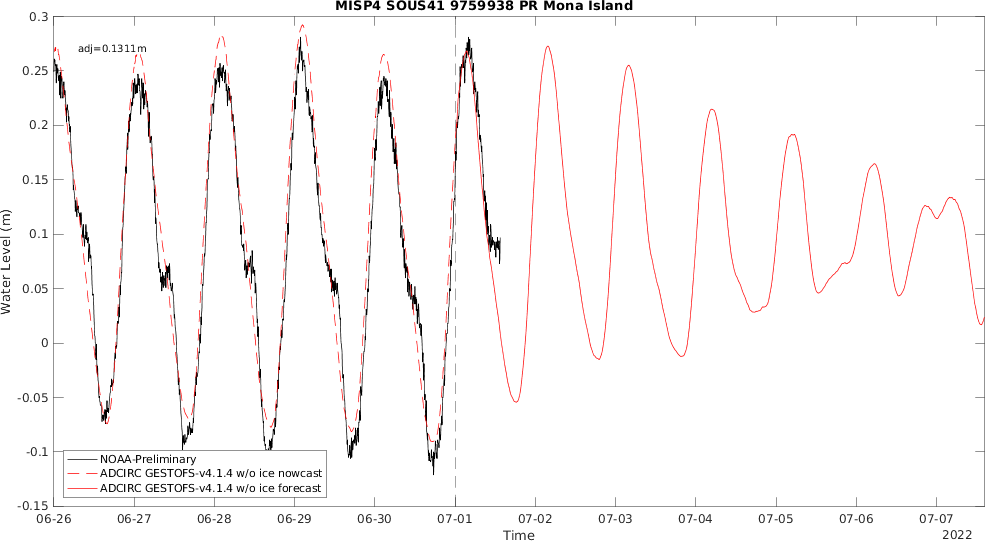 MISP4 SOUS41 9759938 PR Mona Island
adj=0.1311m
0.3
0.25
0.2
0.15
0.1
0.05
0
-0.05
-0.1
-0.15
Water Level (m)
NOAA-Preliminary
ADCIRC GESTOFS-v4.1.4 w/o ice nowcast
ADCIRC GESTOFS-v4.1.4 w/o ice forecast
06-26 06-27 06-28 06-29 06-30 07-01 07-02 07-03 07-04 07-05 07-06 07-07
Time
2022